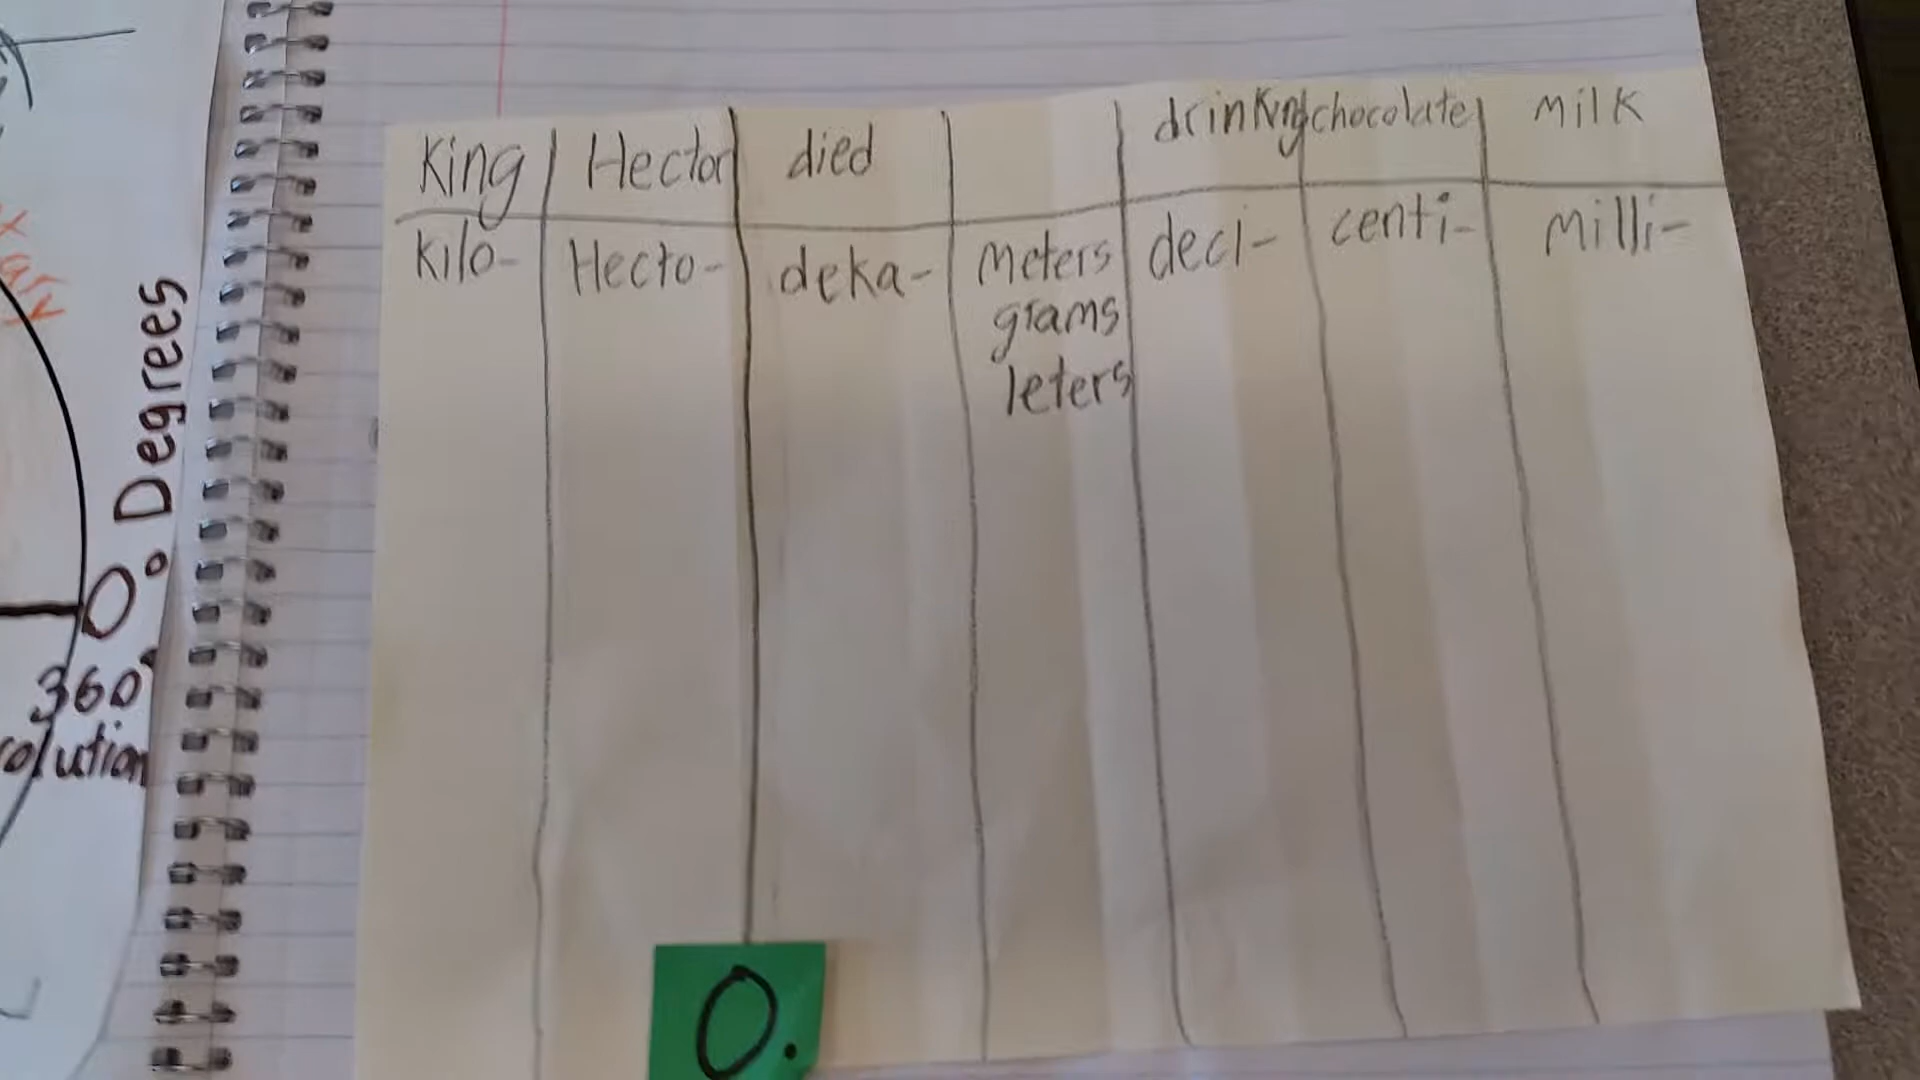 King Hector died drinking chocolate milk
kilo- Hecto- deka- Meters deci- centi- Milli-
grams
leters
0.
Degrees
0°
360°
olution